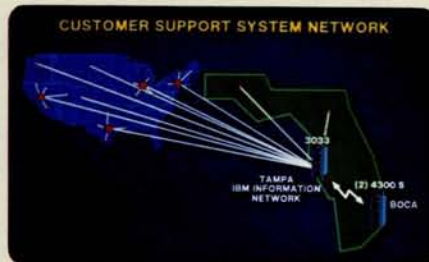 CUSTOMER SUPPORT SYSTEM NETWORK
3033
TAMPA
IBM INFORMATION
NETWORK
(2) 4300 S
BOCA